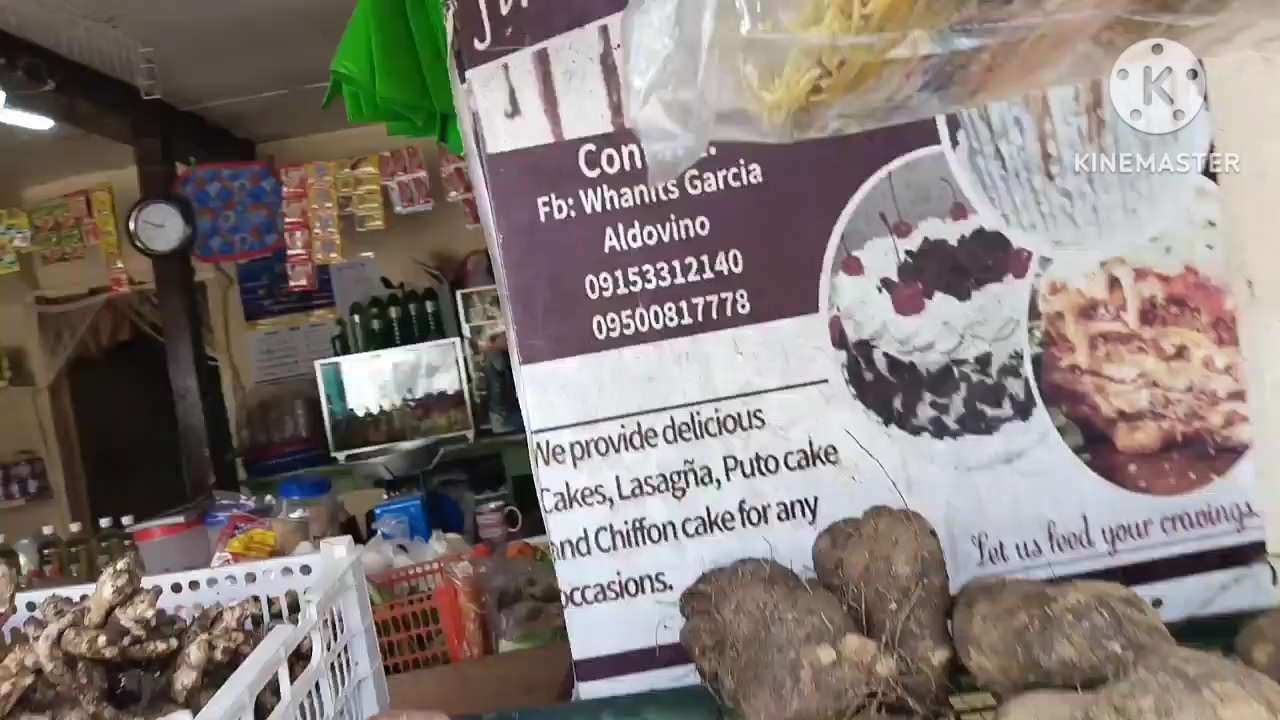 K
KINEMASTER
Fb: Whanits Garcia
Aldovino
09153312140
09500817778
We provide delicious
Cakes, Lasagña, Puto cake
and Chiffon cake for any
occasions.
Let us food your cravings